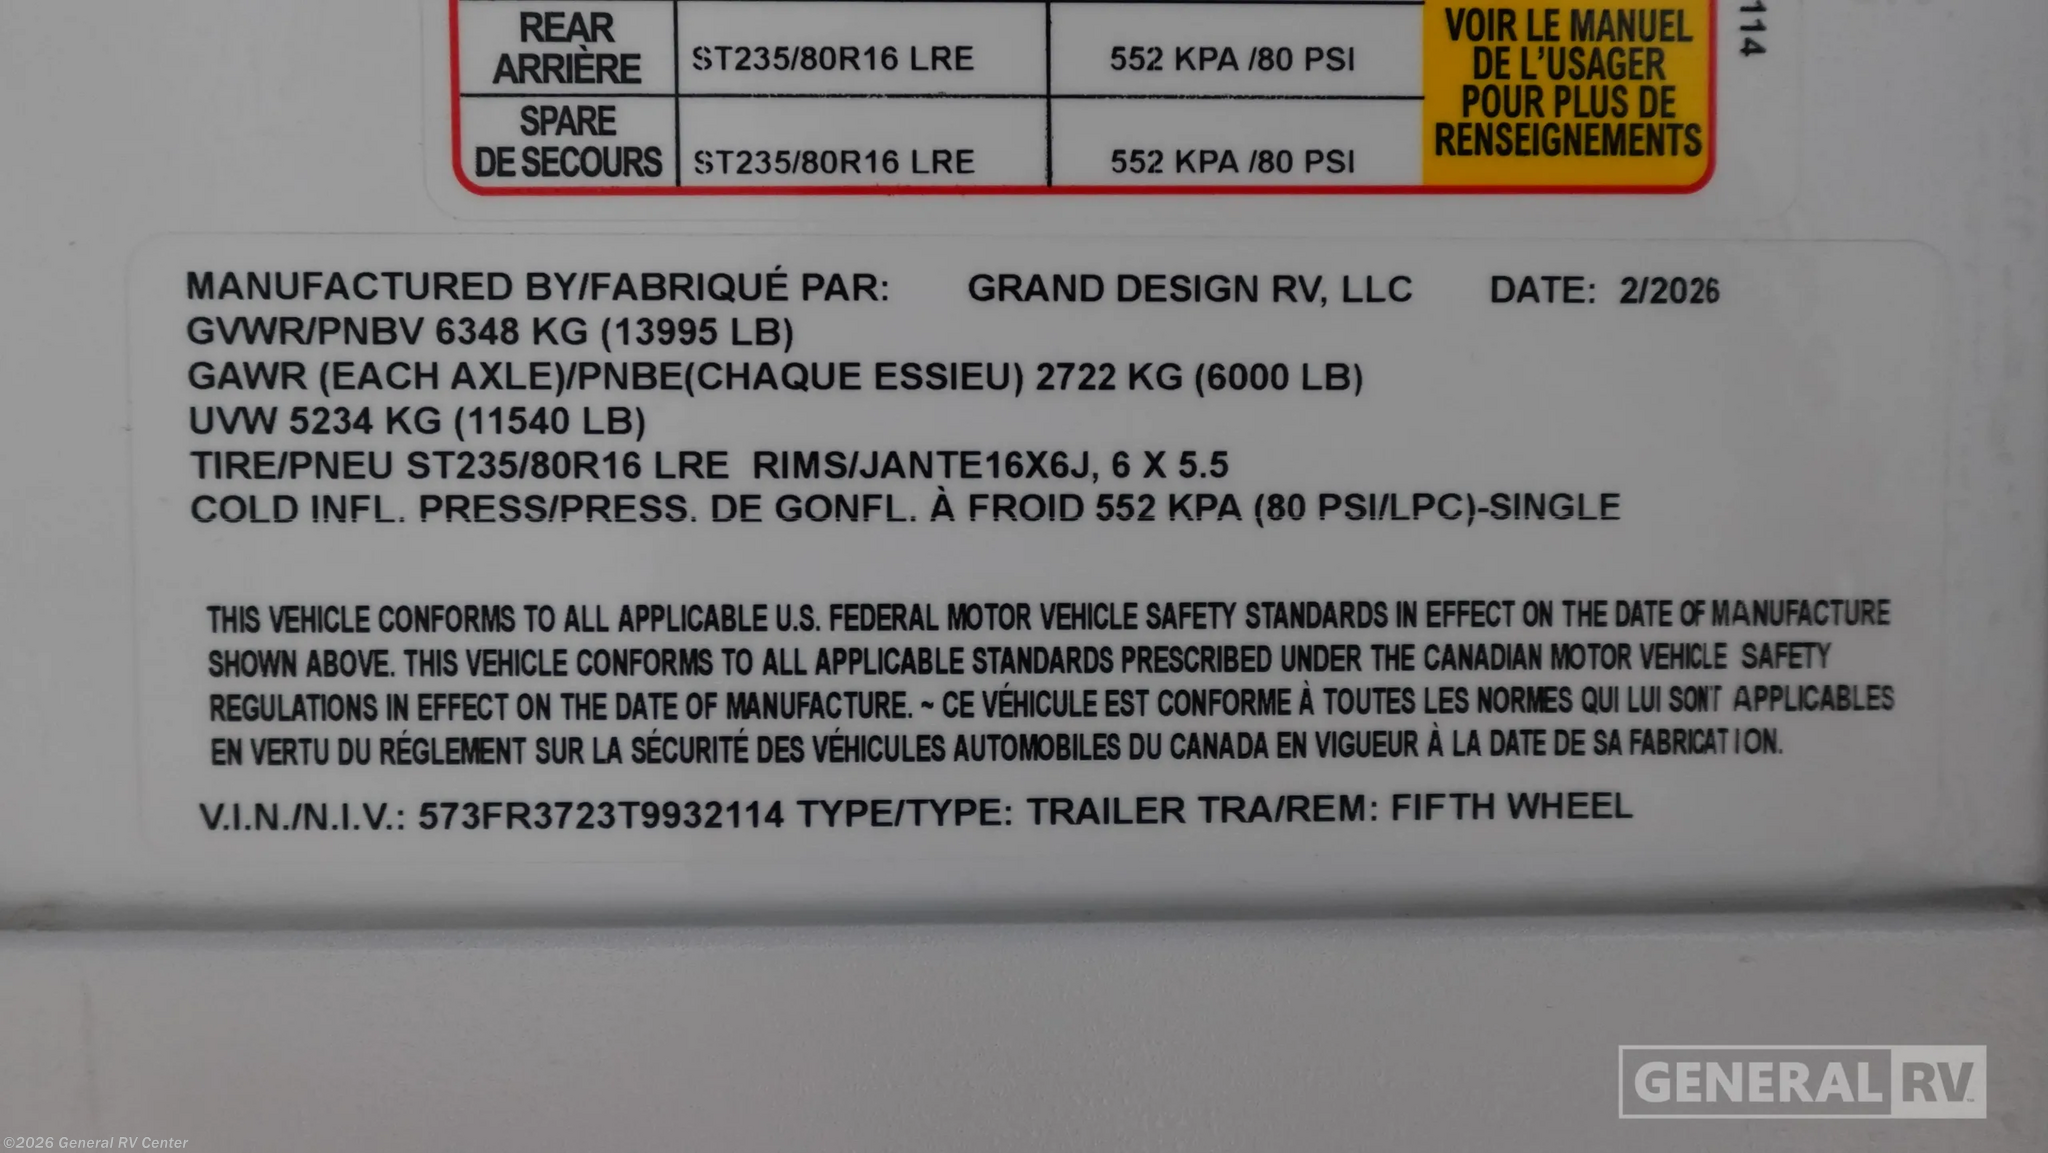 REAR
ARRIÈRE
ST235/80R16 LRE 552 KPA /80 PSI
SPARE
DE SECOURS
ST235/80R16 LRE 552 KPA /80 PSI
VOIR LE MANUEL
DE L'USAGER
POUR PLUS DE
RENSEIGNEMENTS
114
MANUFACTURED BY/FABRIQUÉ PAR: GRAND DESIGN RV, LLC DATE: 2/2026
GVWR/PNBV 6348 KG (13995 LB)
GAWR (EACH AXLE)/PNBE(CHAQUE ESSIEU) 2722 KG (6000 LB)
UVW 5234 KG (11540 LB)
TIRE/PNEU ST235/80R16 LRE RIMS/JANTE16X6J, 6 X 5.5
COLD INFL. PRESS/PRESS. DE GONFL. À FROID 552 KPA (80 PSI/LPC)-SINGLE
THIS VEHICLE CONFORMS TO ALL APPLICABLE U.S. FEDERAL MOTOR VEHICLE SAFETY STANDARDS IN EFFECT ON THE DATE OF MANUFACTURE
SHOWN ABOVE. THIS VEHICLE CONFORMS TO ALL APPLICABLE STANDARDS PRESCRIBED UNDER THE CANADIAN MOTOR VEHICLE SAFETY
REGULATIONS IN EFFECT ON THE DATE OF MANUFACTURE. ~ CE VÉHICULE EST CONFORME À TOUTES LES NORMES QUI LUI SONT APPLICABLES
EN VERTU DU RÉGLEMENT SUR LA SÉCURITÉ DES VÉHICULES AUTOMOBILES DU CANADA EN VIGUEUR À LA DATE DE SA FABRICATION.
V.I.N./N.I.V.: 573FR3723T9932114 TYPE/TYPE: TRAILER TRA/REM: FIFTH WHEEL
GENERAL RV
©2026 General RV Center